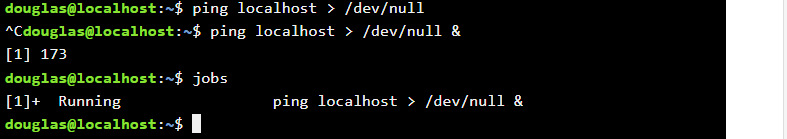 douglas@localhost:~$ ping localhost > /dev/null
^Cdouglas@localhost:~$ ping localhost > /dev/null &
[1] 173
douglas@localhost:~$ jobs
[1]+  Running                 ping localhost > /dev/null &
douglas@localhost:~$